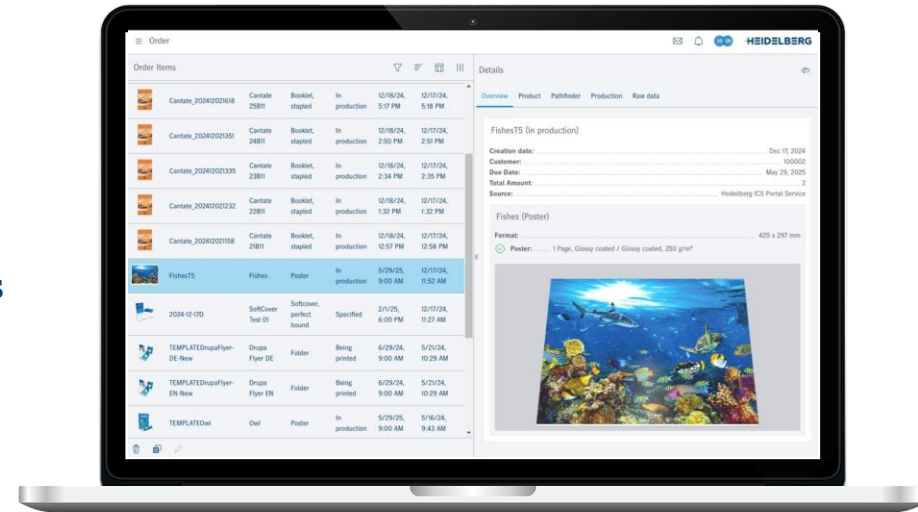 Order
HEIDELBERG
Order Items
Details
Cantate_202412021618 Cantate 25B11 Booklet, stapled In production 12/18/24, 5:17 PM 12/17/24, 5:18 PM
Cantate_202412021351 Cantate 24B11 Booklet, stapled In production 12/18/24, 2:50 PM 12/17/24, 2:51 PM
Cantate_202412021335 Cantate 23B11 Booklet, stapled In production 12/18/24, 2:34 PM 12/17/24, 2:35 PM
Cantate_202412021232 Cantate 22B11 Booklet, stapled In production 12/18/24, 1:32 PM 12/17/24, 1:32 PM
Cantate_202412021158 Cantate 21B11 Booklet, stapled In production 12/18/24, 12:57 PM 12/17/24, 12:58 PM
FishesT5 Fishes Poster In production 5/29/25, 9:00 AM 12/17/24, 11:52 AM
2024-12-17D SoftCover Test 01 Softcover, perfect bound Specified 2/1/25, 6:00 PM 12/17/24, 11:27 AM
TEMPLATEDrupaFlyer-DE-New Drupa Flyer DE Folder Being printed 6/29/24, 9:00 AM 5/21/24, 10:29 AM
TEMPLATEDrupaFlyer-EN-New Drupa Flyer EN Folder Being printed 6/29/24, 9:00 AM 5/21/24, 10:29 AM
TEMPLATEOwl Owl Poster In production 5/29/25, 9:00 AM 5/16/24, 9:43 AM
Overview Product Pathfinder Production Raw data
FishesT5 (In production)
Creation date: Dec 17, 2024
Customer: 100002
Due Date: May 29, 2025
Total Amount: 2
Source: Heidelberg ICS Portal Service
Fishes (Poster)
Format: 420 x 297 mm
Poster: 1 Page, Glossy coated / Glossy coated, 250 g/m²
s